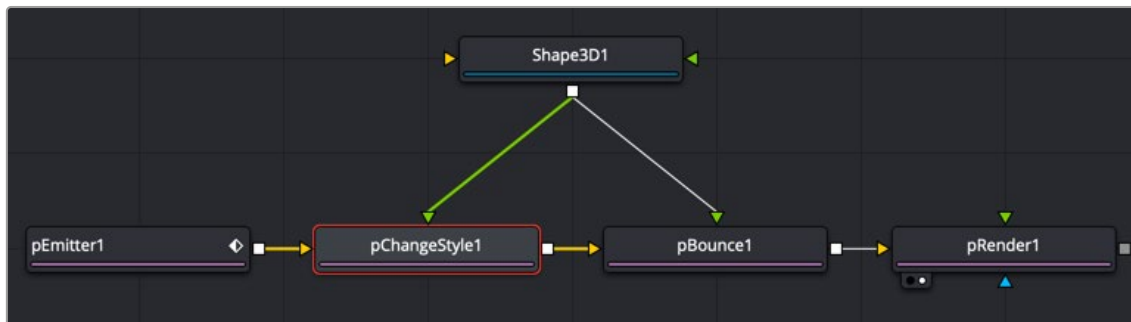 Shape3D1
pEmitter1
pChangeStyle1
pBounce1
pRender1